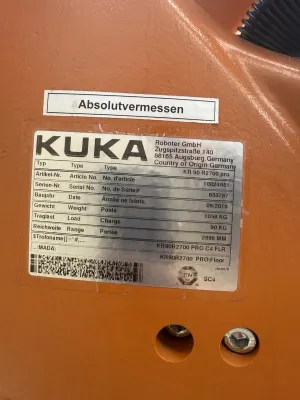 Absolutvermessen
KUKA
Roboter GmbH
Zugspitzstraße 140
86165 Augsburg Germany
Country of Origin Germany
Typ Type Type KR 90 R2700 pro
Artikel-Nr. Article No. No. d'article
Serien-Nr. Serial No. No. de Série
Baujahr Date Année de fabric. 09/2018
Gewicht Weight Poids 1058 KG
Traglast Load Charge 90 KG
Reichweite Range Portée 2696 MM
$Trafoname[]="#.... KR90R2700 PRO C4 FLR
...\MADA\ KR90R2700 PRO\Floor